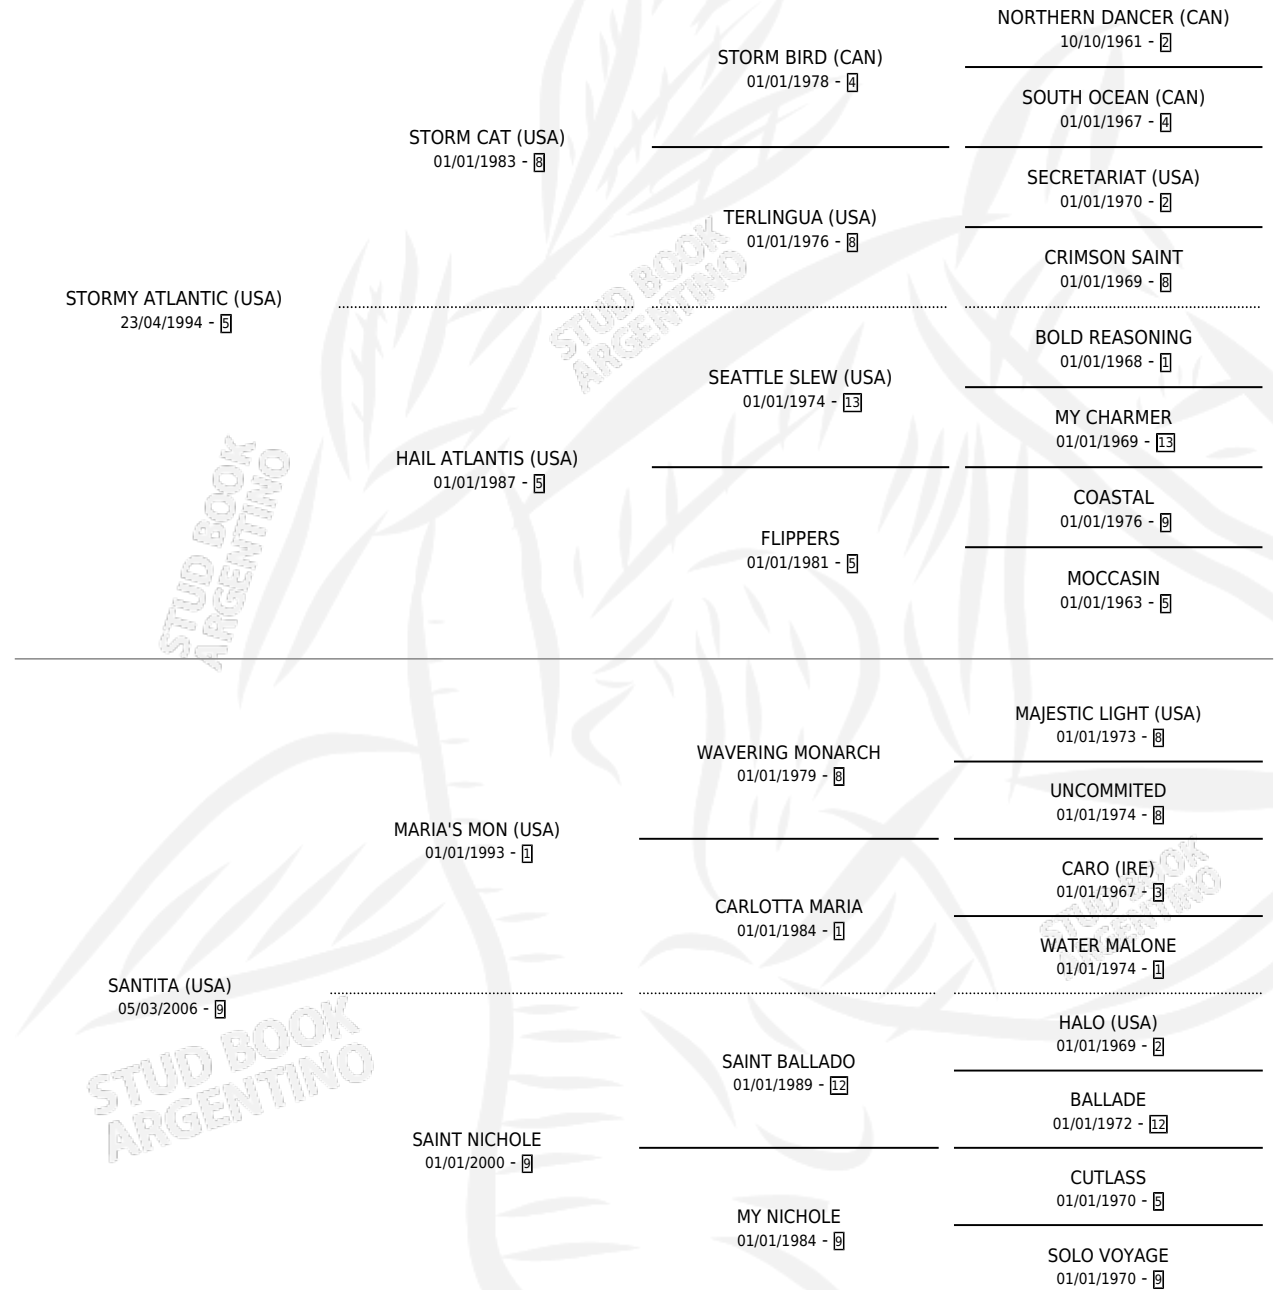 NORTHERN DANCER (CAN)
10/10/1961 - 2
STORM BIRD (CAN)
01/01/1978 - 4
SOUTH OCEAN (CAN)
01/01/1967 - 4
STORM CAT (USA)
01/01/1983 - 8
SECRETARIAT (USA)
01/01/1970 - 2
TERLINGUA (USA)
01/01/1976 - 8
CRIMSON SAINT
01/01/1969 - 8
STORMY ATLANTIC (USA)
23/04/1994 - 5
BOLD REASONING
01/01/1968 - 1
SEATTLE SLEW (USA)
01/01/1974 - 13
MY CHARMER
01/01/1969 - 13
HAIL ATLANTIS (USA)
01/01/1987 - 5
COASTAL
01/01/1976 - 9
FLIPPERS
01/01/1981 - 5
MOCCASIN
01/01/1963 - 5
MAJESTIC LIGHT (USA)
01/01/1973 - 8
WAVERING MONARCH
01/01/1979 - 8
UNCOMMITED
01/01/1974 - 8
MARIA'S MON (USA)
01/01/1993 - 1
CARO (IRE)
01/01/1967 - 3
CARLOTTA MARIA
01/01/1984 - 1
WATER MALONE
01/01/1974 - 1
SANTITA (USA)
05/03/2006 - 9
HALO (USA)
01/01/1969 - 2
SAINT BALLADO
01/01/1989 - 12
BALLADE
01/01/1972 - 12
SAINT NICHOLE
01/01/2000 - 9
CUTLASS
01/01/1970 - 5
MY NICHOLE
01/01/1984 - 9
SOLO VOYAGE
01/01/1970 - 9
STUD BOOK
ARGENTINO
STUD BOOK
ARGENTINO
STUD BOOK
ARGENTINO
STUD BOOK
ARGENTINO